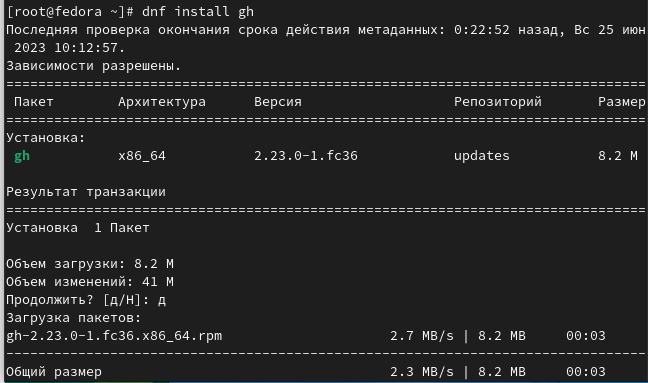 [root@fedora ~]# dnf install gh
Последняя проверка окончания срока действия метаданных: 0:22:52 назад, Вс 25 июн
2023 10:12:57.
Зависимости разрешены.
================================================================================
Пакет Архитектура Версия Репозиторий Размер
================================================================================
Установка:
gh x86_64 2.23.0-1.fc36 updates 8.2 M
Результат транзакции
================================================================================
Установка 1 Пакет
Объем загрузки: 8.2 M
Объем изменений: 41 M
Продолжить? [д/Н]: д
Загрузка пакетов:
gh-2.23.0-1.fc36.x86_64.rpm 2.7 MB/s | 8.2 MB 00:03
--------------------------------------------------------------------------------
Общий размер 2.3 MB/s | 8.2 MB 00:03